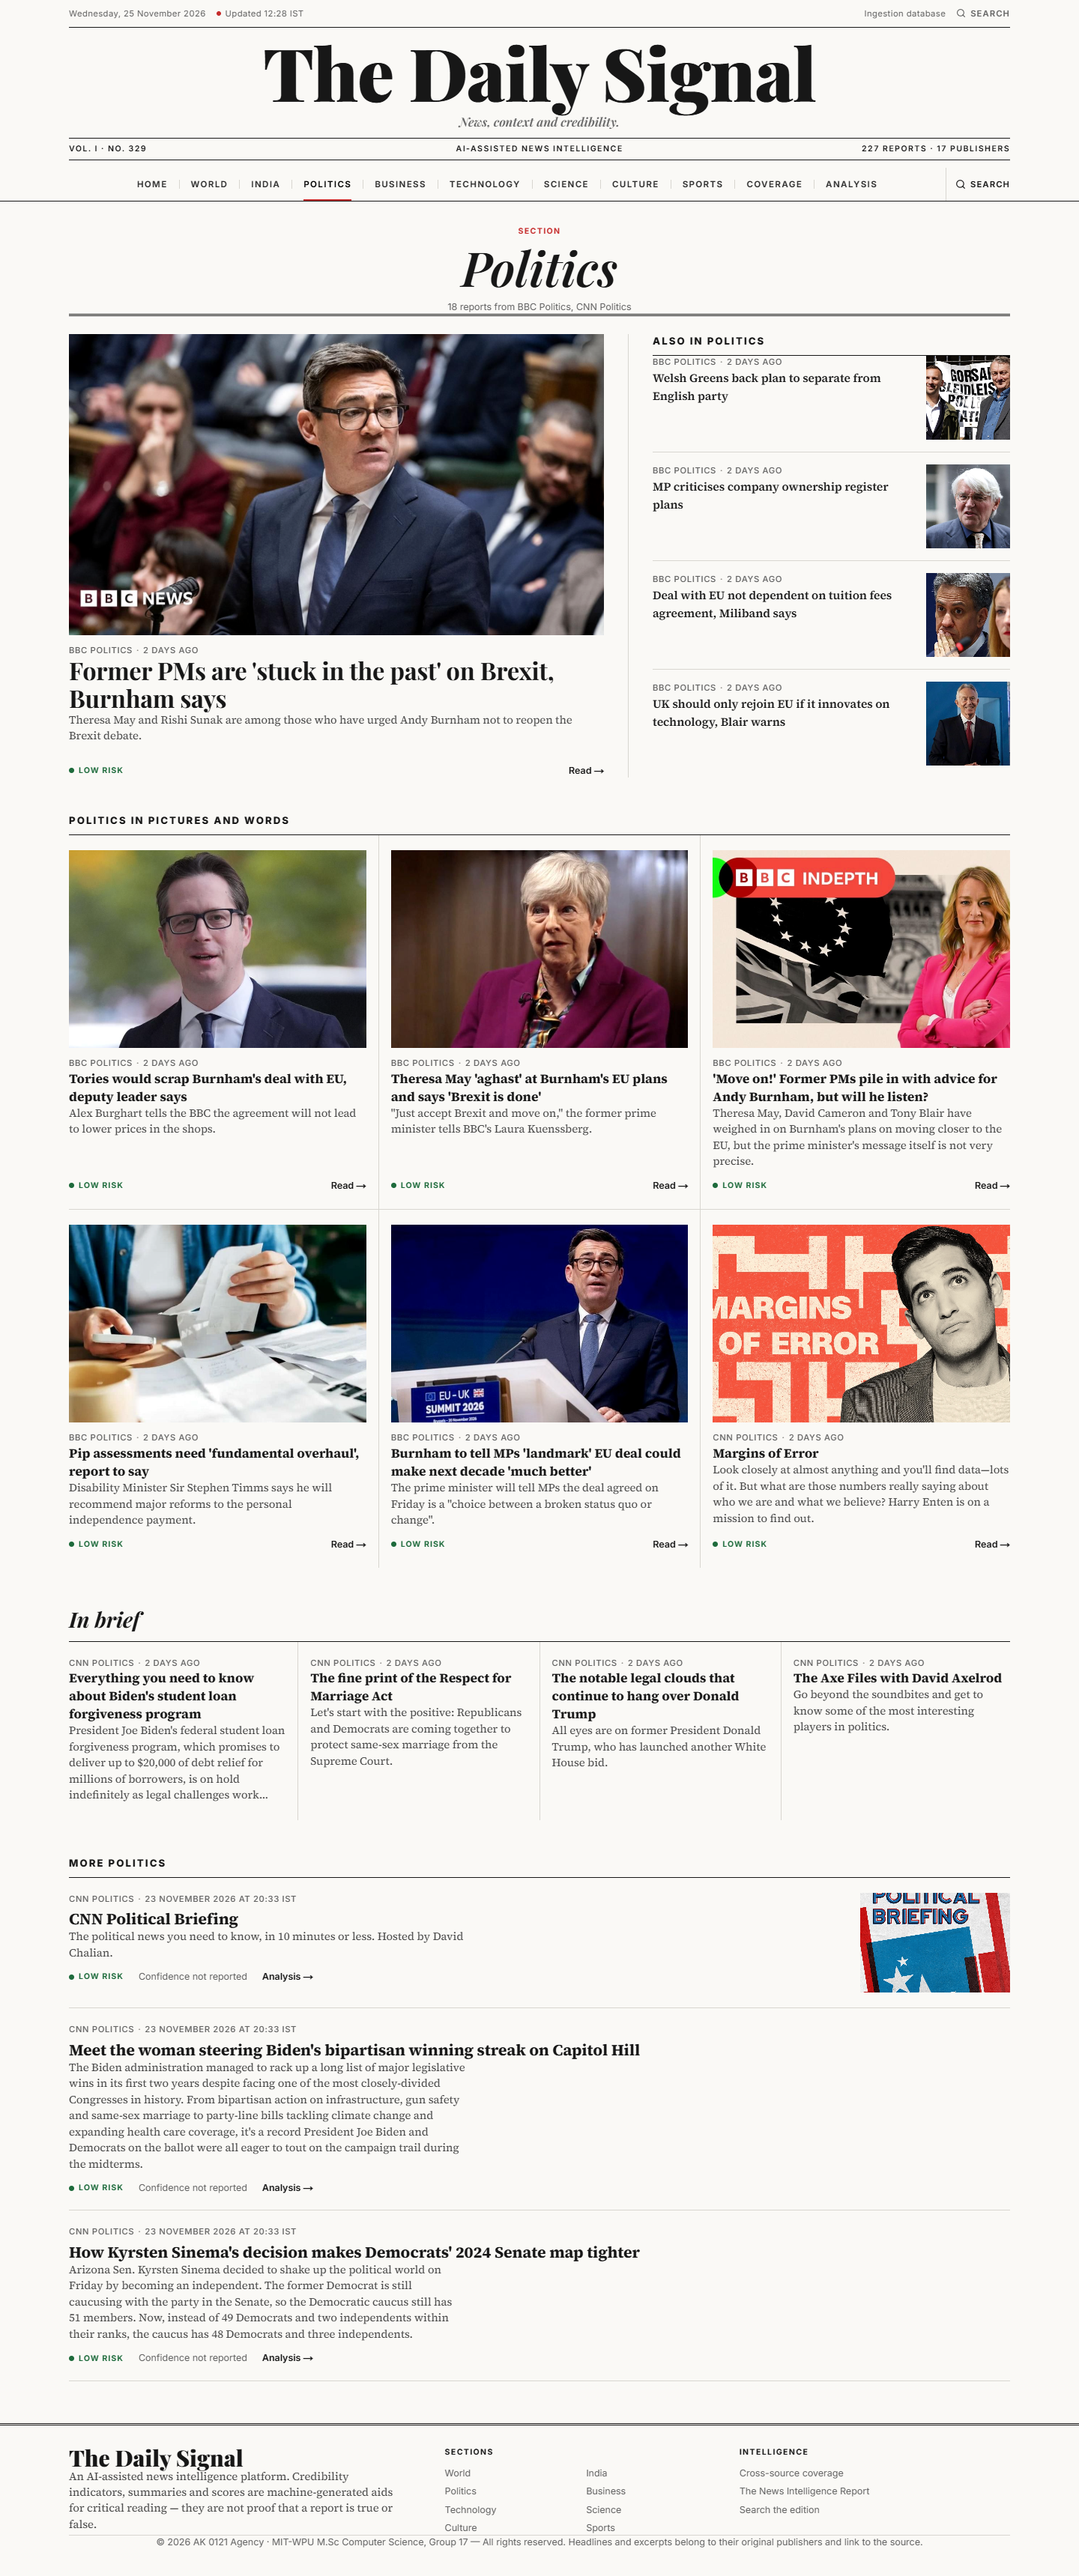 Wednesday, 25 November 2026 Updated 12:28 IST
Ingestion database SEARCH
The Daily Signal
News, context and credibility.
VOL. I · NO. 329
AI-ASSISTED NEWS INTELLIGENCE
227 REPORTS · 17 PUBLISHERS
HOME WORLD INDIA POLITICS BUSINESS TECHNOLOGY SCIENCE CULTURE SPORTS COVERAGE ANALYSIS SEARCH
SECTION
Politics
18 reports from BBC Politics, CNN Politics
BBC NEWS
BBC POLITICS · 2 DAYS AGO
Former PMs are 'stuck in the past' on Brexit,
Burnham says
Theresa May and Rishi Sunak are among those who have urged Andy Burnham not to reopen the
Brexit debate.
LOW RISK
Read →
ALSO IN POLITICS
BBC POLITICS · 2 DAYS AGO
Welsh Greens back plan to separate from
English party
BBC POLITICS · 2 DAYS AGO
MP criticises company ownership register
plans
BBC POLITICS · 2 DAYS AGO
Deal with EU not dependent on tuition fees
agreement, Miliband says
BBC POLITICS · 2 DAYS AGO
UK should only rejoin EU if it innovates on
technology, Blair warns
POLITICS IN PICTURES AND WORDS
BBC POLITICS · 2 DAYS AGO
Tories would scrap Burnham's deal with EU,
deputy leader says
Alex Burghart tells the BBC the agreement will not lead
to lower prices in the shops.
LOW RISK
Read →
BBC POLITICS · 2 DAYS AGO
Theresa May 'aghast' at Burnham's EU plans
and says 'Brexit is done'
"Just accept Brexit and move on," the former prime
minister tells BBC's Laura Kuenssberg.
LOW RISK
Read →
BBC INDEPTH
BBC POLITICS · 2 DAYS AGO
'Move on!' Former PMs pile in with advice for
Andy Burnham, but will he listen?
Theresa May, David Cameron and Tony Blair have
weighed in on Burnham's plans on moving closer to the
EU, but the prime minister's message itself is not very
precise.
LOW RISK
Read →
BBC POLITICS · 2 DAYS AGO
Pip assessments need 'fundamental overhaul',
report to say
Disability Minister Sir Stephen Timms says he will
recommend major reforms to the personal
independence payment.
LOW RISK
Read →
EU - UK
SUMMIT 2026
BBC POLITICS · 2 DAYS AGO
Burnham to tell MPs 'landmark' EU deal could
make next decade 'much better'
The prime minister will tell MPs the deal agreed on
Friday is a "choice between a broken status quo or
change".
LOW RISK
Read →
MARGINS
OF ERROR
CNN POLITICS · 2 DAYS AGO
Margins of Error
Look closely at almost anything and you'll find data—lots
of it. But what are those numbers really saying about
who we are and what we believe? Harry Enten is on a
mission to find out.
LOW RISK
Read →
In brief
CNN POLITICS · 2 DAYS AGO
Everything you need to know
about Biden's student loan
forgiveness program
President Joe Biden's federal student loan
forgiveness program, which promises to
deliver up to $20,000 of debt relief for
millions of borrowers, is on hold
indefinitely as legal challenges work...
CNN POLITICS · 2 DAYS AGO
The fine print of the Respect for
Marriage Act
Let's start with the positive: Republicans
and Democrats are coming together to
protect same-sex marriage from the
Supreme Court.
CNN POLITICS · 2 DAYS AGO
The notable legal clouds that
continue to hang over Donald
Trump
All eyes are on former President Donald
Trump, who has launched another White
House bid.
CNN POLITICS · 2 DAYS AGO
The Axe Files with David Axelrod
Go beyond the soundbites and get to
know some of the most interesting
players in politics.
MORE POLITICS
CNN POLITICS · 23 NOVEMBER 2026 AT 20:33 IST
CNN Political Briefing
The political news you need to know, in 10 minutes or less. Hosted by David
Chalian.
LOW RISK Confidence not reported Analysis →
POLITICAL
BRIEFING
CNN POLITICS · 23 NOVEMBER 2026 AT 20:33 IST
Meet the woman steering Biden's bipartisan winning streak on Capitol Hill
The Biden administration managed to rack up a long list of major legislative
wins in its first two years despite facing one of the most closely-divided
Congresses in history. From bipartisan action on infrastructure, gun safety
and same-sex marriage to party-line bills tackling climate change and
expanding health care coverage, it's a record President Joe Biden and
Democrats on the ballot were all eager to tout on the campaign trail during
the midterms.
LOW RISK Confidence not reported Analysis →
CNN POLITICS · 23 NOVEMBER 2026 AT 20:33 IST
How Kyrsten Sinema's decision makes Democrats' 2024 Senate map tighter
Arizona Sen. Kyrsten Sinema decided to shake up the political world on
Friday by becoming an independent. The former Democrat is still
caucusing with the party in the Senate, so the Democratic caucus still has
51 members. Now, instead of 49 Democrats and two independents within
their ranks, the caucus has 48 Democrats and three independents.
LOW RISK Confidence not reported Analysis →
The Daily Signal
An AI-assisted news intelligence platform. Credibility
indicators, summaries and scores are machine-generated aids
for critical reading — they are not proof that a report is true or
false.
SECTIONS
World India
Politics Business
Technology Science
Culture Sports
INTELLIGENCE
Cross-source coverage
The News Intelligence Report
Search the edition
© 2026 AK 0121 Agency · MIT-WPU M.Sc Computer Science, Group 17 — All rights reserved. Headlines and excerpts belong to their original publishers and link to the source.